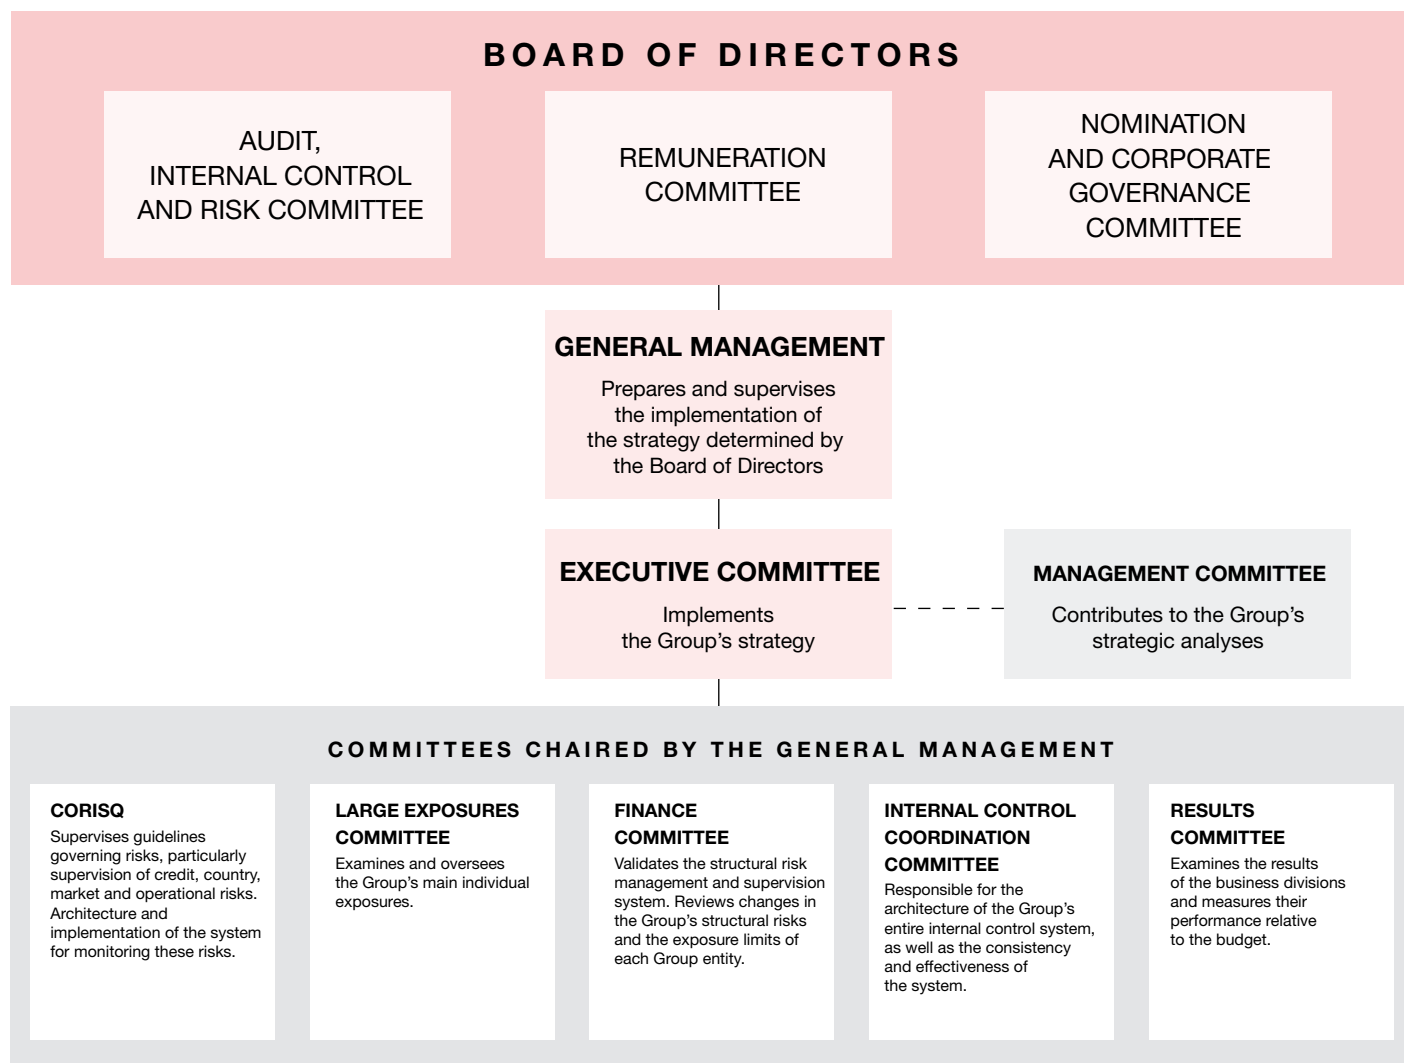 BOARD OF DIRECTORS
AUDIT,
INTERNAL CONTROL
AND RISK COMMITTEE
REMUNERATION
COMMITTEE
NOMINATION
AND CORPORATE
GOVERNANCE
COMMITTEE
GENERAL MANAGEMENT
Prepares and supervises
the implementation of
the strategy determined by
the Board of Directors
EXECUTIVE COMMITTEE
Implements
the Group’s strategy
MANAGEMENT COMMITTEE
Contributes to the Group’s
strategic analyses
COMMITTEES CHAIRED BY THE GENERAL MANAGEMENT
CORISQ
Supervises guidelines
governing risks, particularly
supervision of credit, country,
market and operational risks.
Architecture and
implementation of the system
for monitoring these risks.
LARGE EXPOSURES
COMMITTEE
Examines and oversees
the Group’s main individual
exposures.
FINANCE
COMMITTEE
Validates the structural risk
management and supervision
system. Reviews changes in
the Group’s structural risks
and the exposure limits of
each Group entity.
INTERNAL CONTROL
COORDINATION
COMMITTEE
Responsible for the
architecture of the Group’s
entire internal control system,
as well as the consistency
and effectiveness of
the system.
RESULTS
COMMITTEE
Examines the results
of the business divisions
and measures their
performance relative
to the budget.